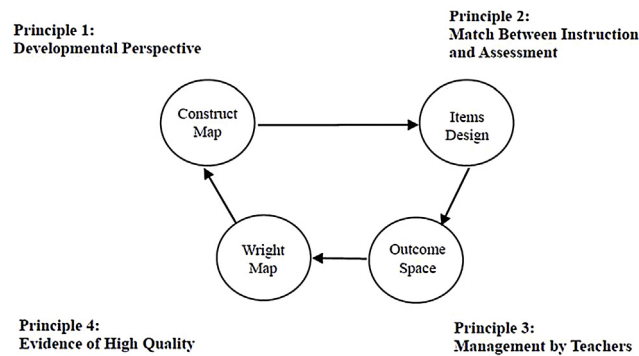 Principle 1:
Developmental Perspective
Principle 2:
Match Between Instruction
and Assessment
Construct
Map
Items
Design
Wright
Map
Outcome
Space
Principle 4:
Evidence of High Quality
Principle 3:
Management by Teachers